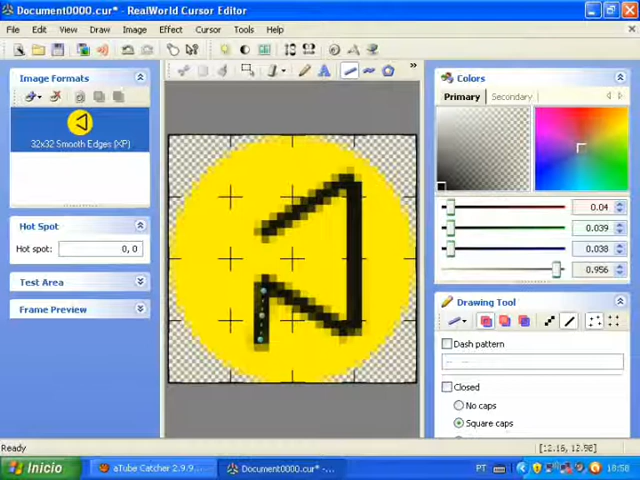 Document0000.cur* - RealWorld Cursor Editor
File Edit View Draw Image Effect Cursor Tools Help
Image Formats
32x32 Smooth Edges (XP)
Hot Spot
Hot spot: 0, 0
Test Area
Frame Preview
Colors
Primary Secondary
0.04
0.039
0.038
0.956
Drawing Tool
Dash pattern
Closed
No caps
Square caps
Ready
[12.16, 12.58]
Inicio
aTube Catcher 2.9.9...
Document0000.cur* -...
PT
18:58